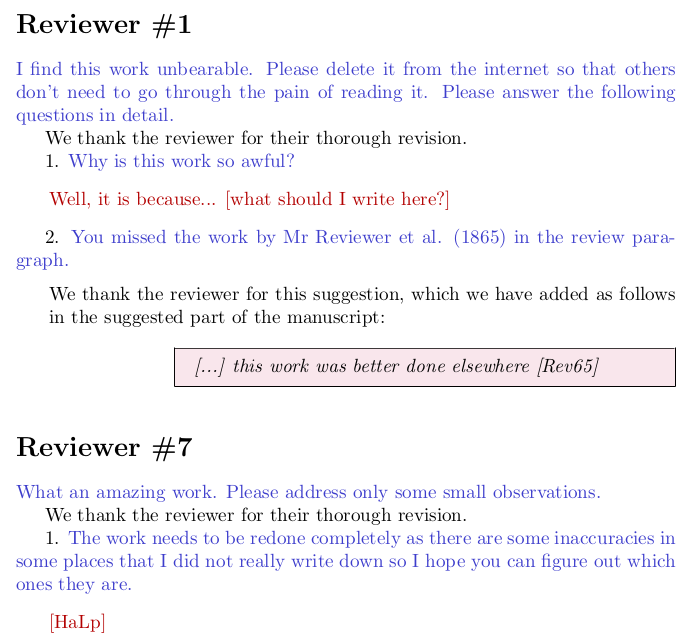 Reviewer #1
I find this work unbearable. Please delete it from the internet so that others
don't need to go through the pain of reading it. Please answer the following
questions in detail.
We thank the reviewer for their thorough revision.
1. Why is this work so awful?
Well, it is because... [what should I write here?]
2. You missed the work by Mr Reviewer et al. (1865) in the review para-
graph.
We thank the reviewer for this suggestion, which we have added as follows
in the suggested part of the manuscript:
[...] this work was better done elsewhere [Rev65]
Reviewer #7
What an amazing work. Please address only some small observations.
We thank the reviewer for their thorough revision.
1. The work needs to be redone completely as there are some inaccuracies in
some places that I did not really write down so I hope you can figure out which
ones they are.
[HaLp]